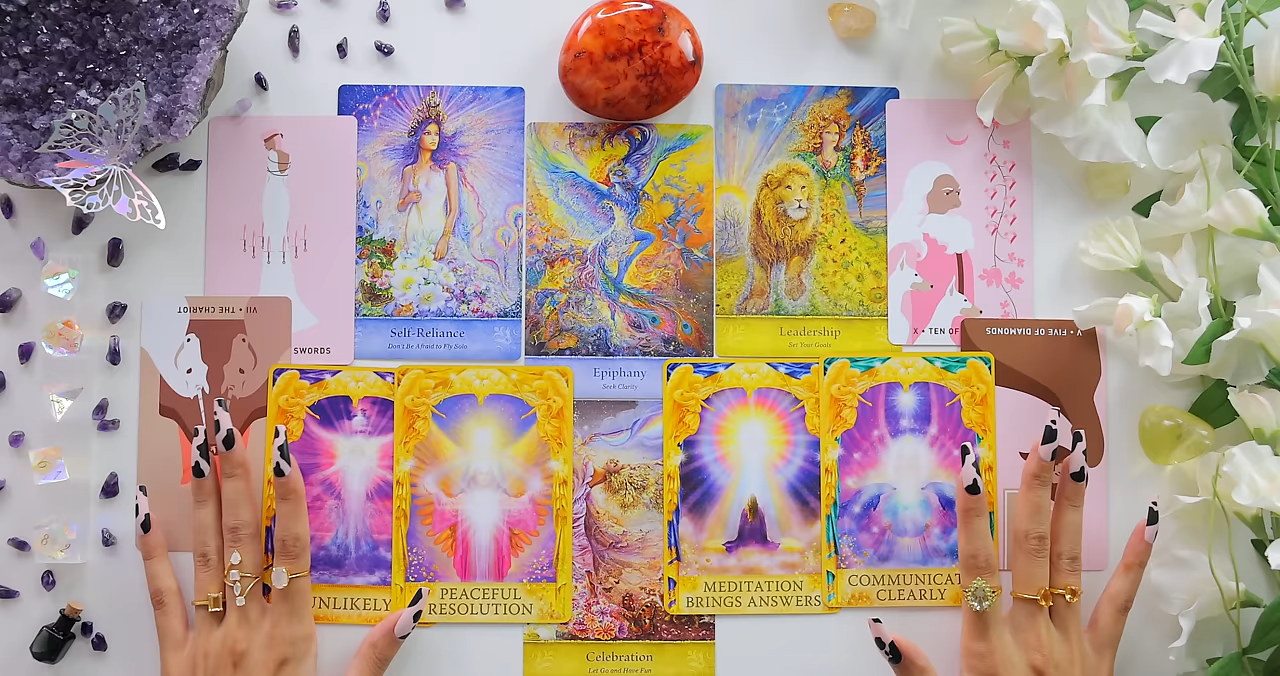 Self-Reliance
Don't Be Afraid to Fly Solo
Leadership
Set Your Goals
SWORDS
X • TEN OF
VII • THE CHARIOT
V • FIVE OF DIAMONDS
Epiphany
Seek Clarity
UNLIKELY
PEACEFUL
RESOLUTION
MEDITATION
BRINGS ANSWERS
COMMUNICAT
CLEARLY
Celebration
Let Go and Have Fun